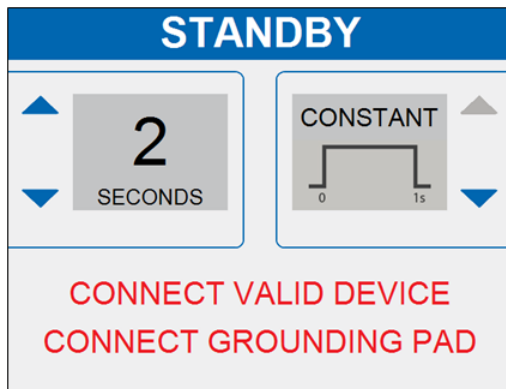 STANDBY
2
SECONDS
CONSTANT
0 1s
CONNECT VALID DEVICE
CONNECT GROUNDING PAD